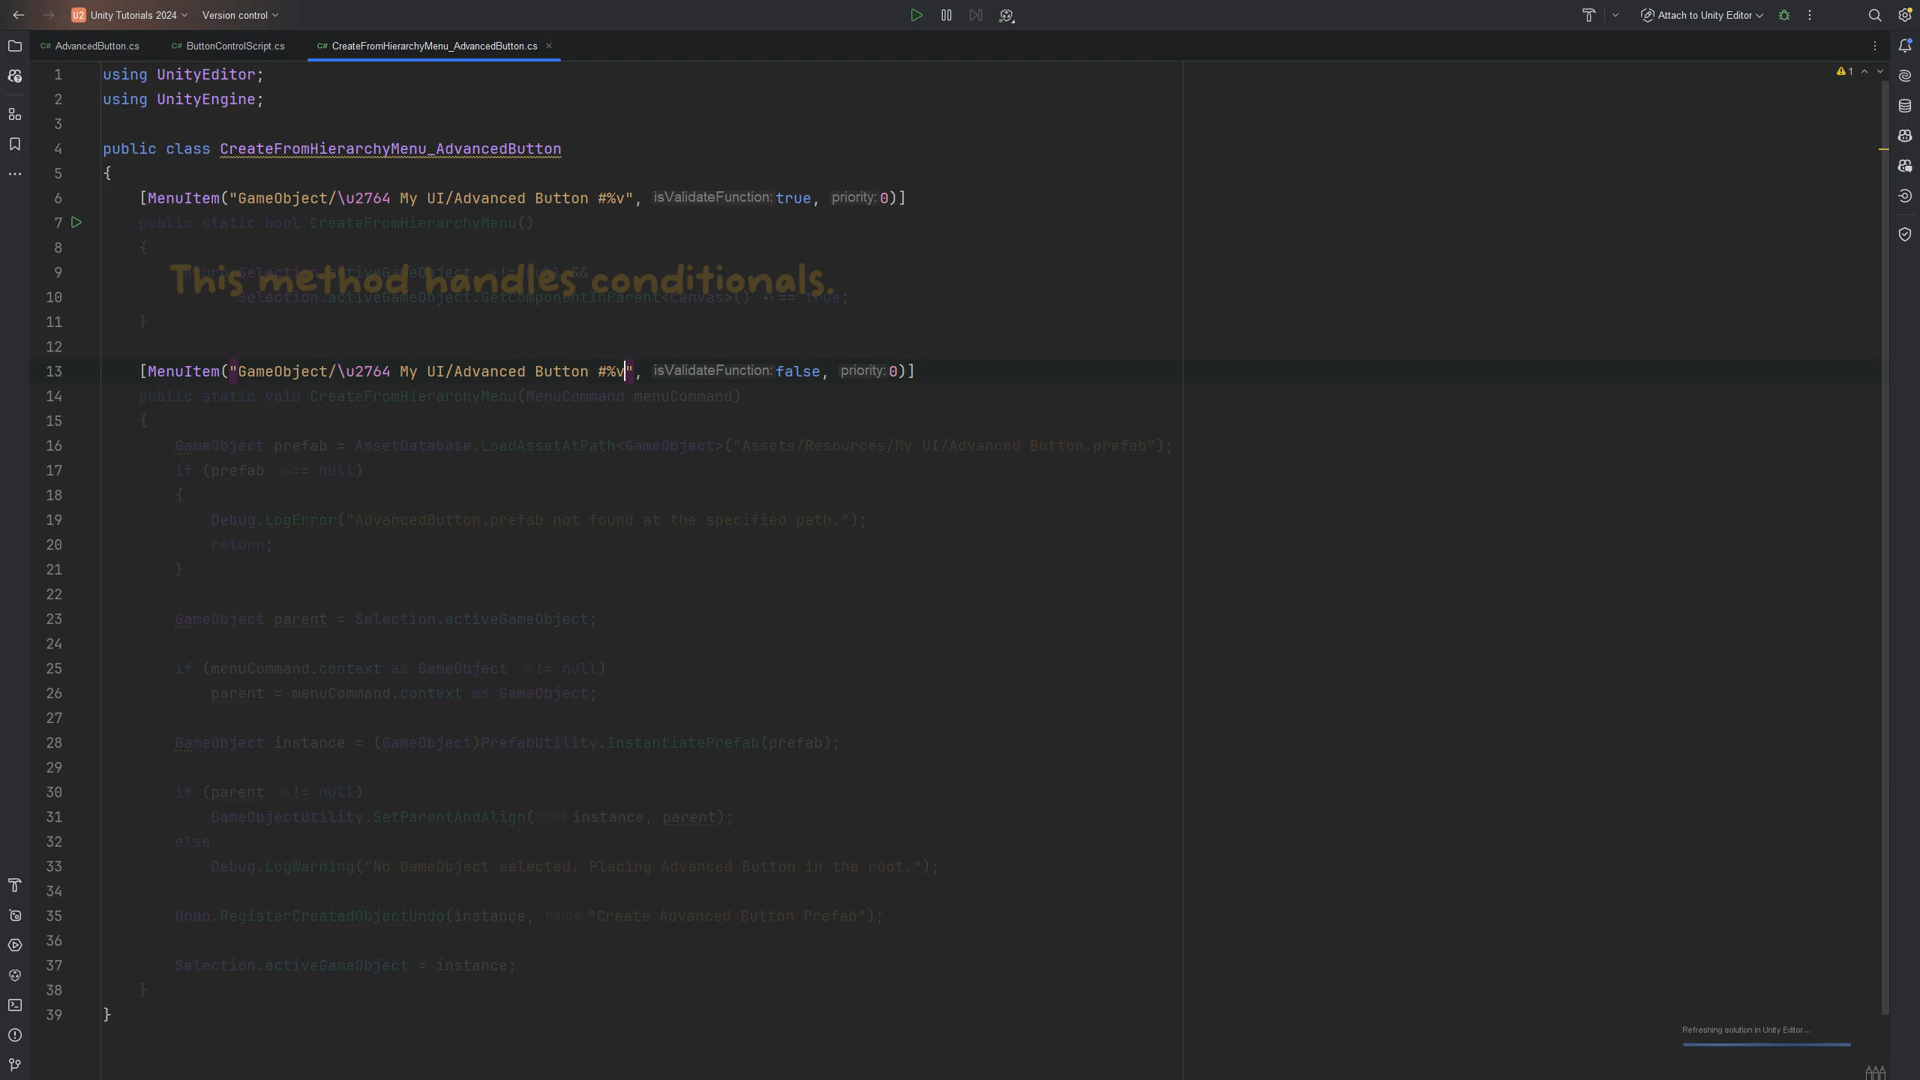 U2 Unity Tutorials 2024 Version control Attach to Unity Editor
AdvancedButton.cs ButtonControlScript.cs CreateFromHierarchyMenu_AdvancedButton.cs
1 using UnityEditor;
2 using UnityEngine;
3
4 public class CreateFromHierarchyMenu_AdvancedButton
5 {
6 [MenuItem("GameObject/\u2764 My UI/Advanced Button #%v", isValidateFunction: true, priority: 0)]
7 public static bool CreateFromHierarchyMenu()
8 {
9 return Selection.activeGameObject != null &&
This method handles conditionals.
10 Selection.activeGameObject.GetComponentInParent<Canvas>() == true;
11 }
12
13 [MenuItem("GameObject/\u2764 My UI/Advanced Button #%v", isValidateFunction: false, priority: 0)]
14 public static void CreateFromHierarchyMenu(MenuCommand menuCommand)
15 {
16 GameObject prefab = AssetDatabase.LoadAssetAtPath<GameObject>("Assets/Resources/My UI/Advanced Button.prefab");
17 if (prefab == null)
18 {
19 Debug.LogError("AdvancedButton.prefab not found at the specified path.");
20 return;
21 }
22
23 GameObject parent = Selection.activeGameObject;
24
25 if (menuCommand.context as GameObject != null)
26 parent = menuCommand.context as GameObject;
27
28 GameObject instance = (GameObject)PrefabUtility.InstantiatePrefab(prefab);
29
30 if (parent != null)
31 GameObjectUtility.SetParentAndAlign(child instance, parent);
32 else
33 Debug.LogWarning("No GameObject selected. Placing Advanced Button in the root.");
34
35 Undo.RegisterCreatedObjectUndo(instance, name "Create Advanced Button Prefab");
36
37 Selection.activeGameObject = instance;
38 }
39 }
1
Refreshing solution in Unity Editor...